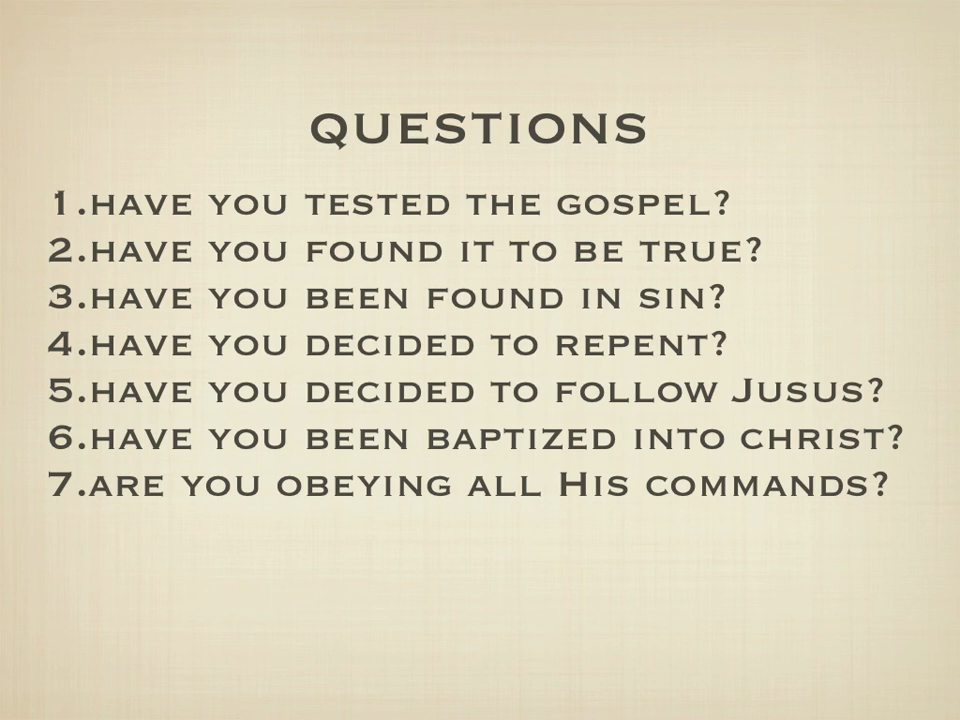 QUESTIONS
1.HAVE YOU TESTED THE GOSPEL?
2.HAVE YOU FOUND IT TO BE TRUE?
3.HAVE YOU BEEN FOUND IN SIN?
4.HAVE YOU DECIDED TO REPENT?
5.HAVE YOU DECIDED TO FOLLOW JUSUS?
6.HAVE YOU BEEN BAPTIZED INTO CHRIST?
7.ARE YOU OBEYING ALL HIS COMMANDS?